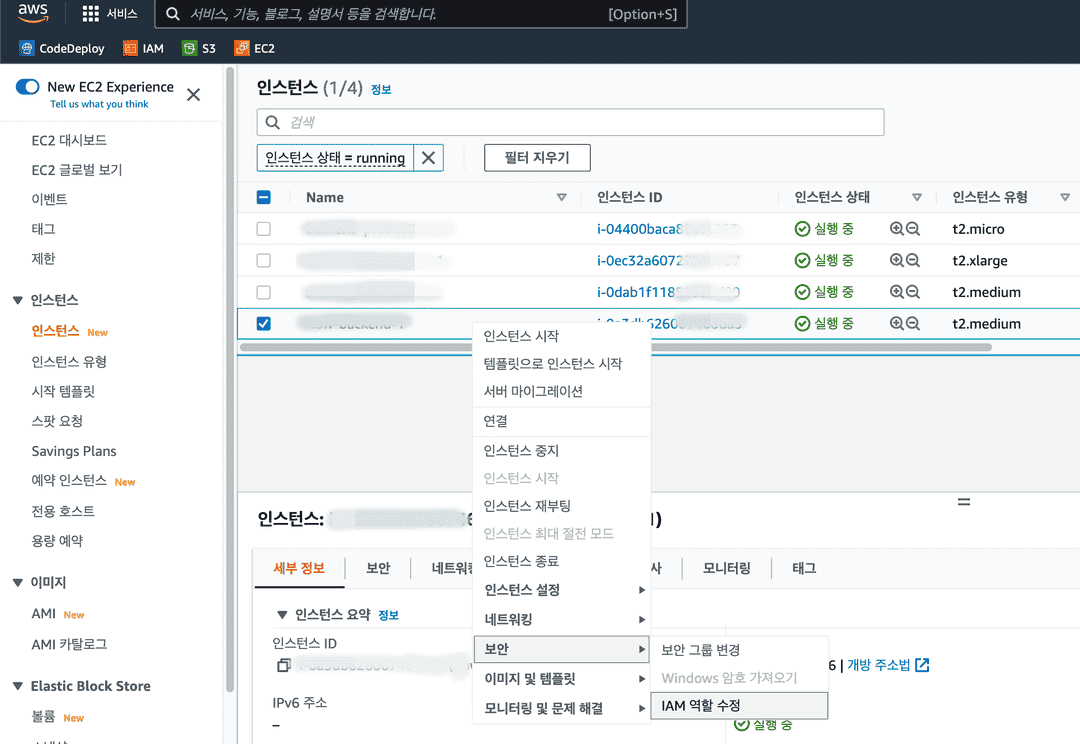 aws
서비스
서비스, 기능, 블로그, 설명서 등을 검색합니다.
[Option+S]
CodeDeploy
IAM
S3
EC2
New EC2 Experience
Tell us what you think
EC2 대시보드
EC2 글로벌 보기
이벤트
태그
제한
인스턴스
인스턴스 New
인스턴스 유형
시작 템플릿
스팟 요청
Savings Plans
예약 인스턴스 New
전용 호스트
용량 예약
이미지
AMI New
AMI 카탈로그
Elastic Block Store
볼륨 New
인스턴스 (1/4) 정보
검색
인스턴스 상태 = running
필터 지우기
Name 인스턴스 ID 인스턴스 상태 인스턴스 유형
i-04400baca8 실행 중 t2.micro
i-0ec32a6072 실행 중 t2.xlarge
i-0dab1f118 실행 중 t2.medium
실행 중 t2.medium
인스턴스 시작
템플릿으로 인스턴스 시작
서버 마이그레이션
연결
인스턴스 중지
인스턴스 시작
인스턴스 재부팅
인스턴스 최대 절전 모드
인스턴스 종료
인스턴스 설정
네트워킹
보안
이미지 및 템플릿
모니터링 및 문제 해결
보안 그룹 변경
Windows 암호 가져오기
IAM 역할 수정
인스턴스:
세부 정보
보안
네트워킹
모니터링
태그
인스턴스 요약 정보
인스턴스 ID
6 | 개방 주소법
IPv6 주소
–
실행 중